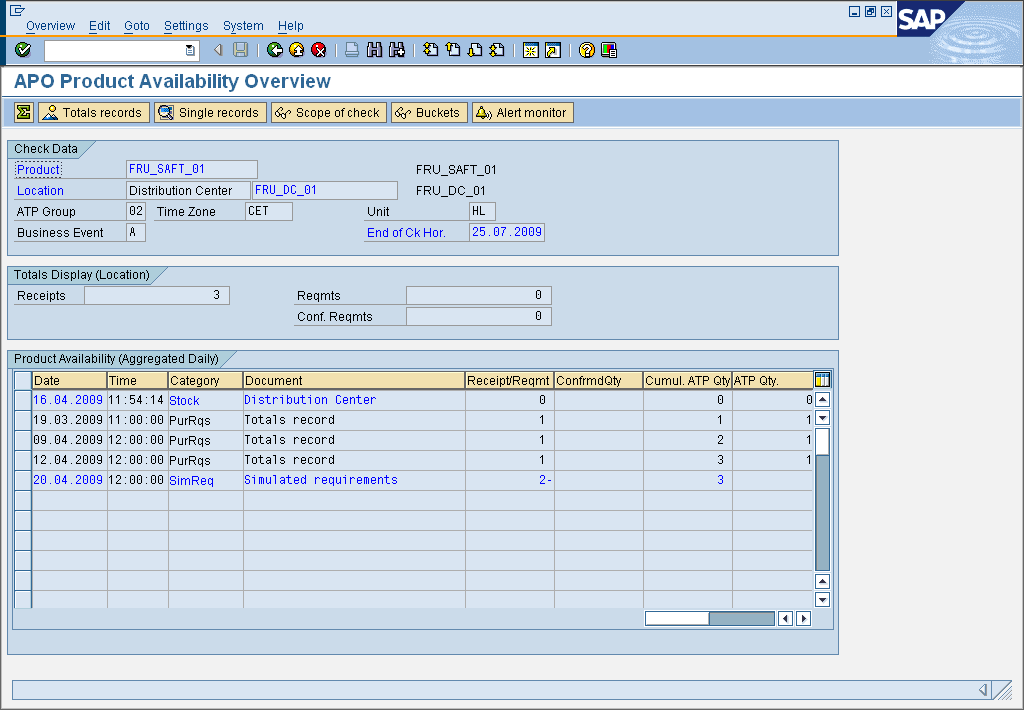 Overview Edit Goto Settings System Help
SAP
APO Product Availability Overview
Totals records Single records Scope of check Buckets Alert monitor
Check Data
Product FRU_SAFT_01 FRU_SAFT_01
Location Distribution Center FRU_DC_01 FRU_DC_01
ATP Group 02 Time Zone CET Unit HL
Business Event A End of Ck Hor. 25.07.2009
Totals Display (Location)
Receipts 3 Reqmts 0
Conf. Reqmts 0
Product Availability (Aggregated Daily)
Date Time Category Document Receipt/Reqmt ConfrmdQty Cumul. ATP Qty ATP Qty.
16.04.2009 11:54:14 Stock Distribution Center 0 0 0
19.03.2009 11:00:00 PurRqs Totals record 1 1 1
09.04.2009 12:00:00 PurRqs Totals record 1 2 1
12.04.2009 12:00:00 PurRqs Totals record 1 3 1
20.04.2009 12:00:00 SimReq Simulated requirements 2- 3